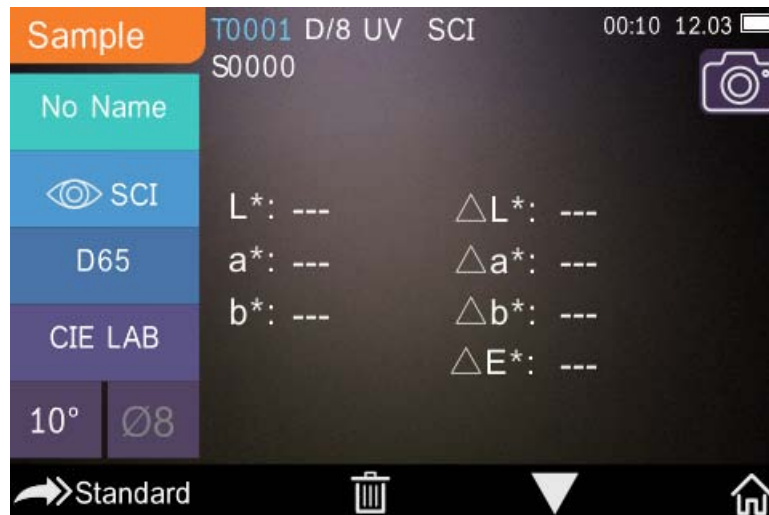 Sample
T0001 D/8 UV SCI 00:10 12.03
S0000
No Name
SCI
D65
CIE LAB
10° Ø8
L*: --- △L*: ---
a*: --- △a*: ---
b*: --- △b*: ---
△E*: ---
Standard